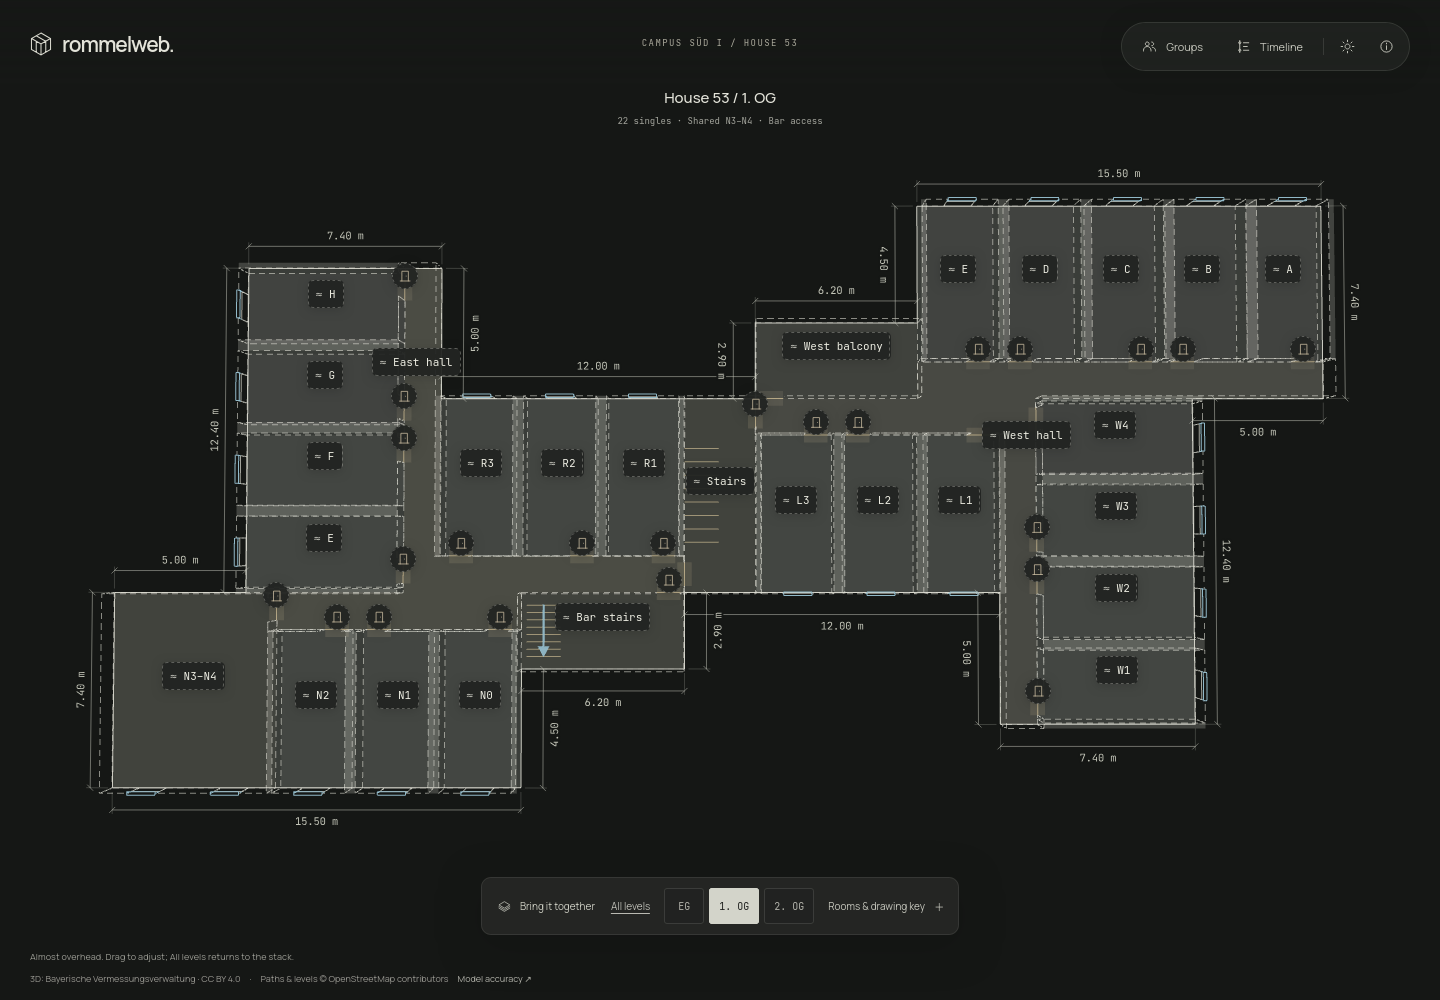 rommelweb.
CAMPUS SÜD I / HOUSE 53
Groups
Timeline
House 53 / 1. OG
22 singles · Shared N3–N4 · Bar access
15.50 m
7.40 m
4.50 m
≈ E
≈ D
≈ C
≈ B
≈ A
7.40 m
≈ H
6.20 m
5.00 m
≈ West balcony
2.90 m
≈ East hall
12.00 m
≈ G
12.40 m
≈ W4
5.00 m
≈ West hall
≈ F
≈ R3
≈ R2
≈ R1
≈ Stairs
≈ L3
≈ L2
≈ L1
≈ W3
≈ E
12.40 m
5.00 m
≈ W2
≈ Bar stairs
2.90 m
12.00 m
5.00 m
≈ N3–N4
≈ W1
7.40 m
≈ N2
≈ N1
≈ N0
6.20 m
4.50 m
7.40 m
15.50 m
Bring it together
All levels
EG
1. OG
2. OG
Rooms & drawing key +
Almost overhead. Drag to adjust; All levels returns to the stack.
3D: Bayerische Vermessungsverwaltung · CC BY 4.0 · Paths & levels © OpenStreetMap contributors Model accuracy ↗